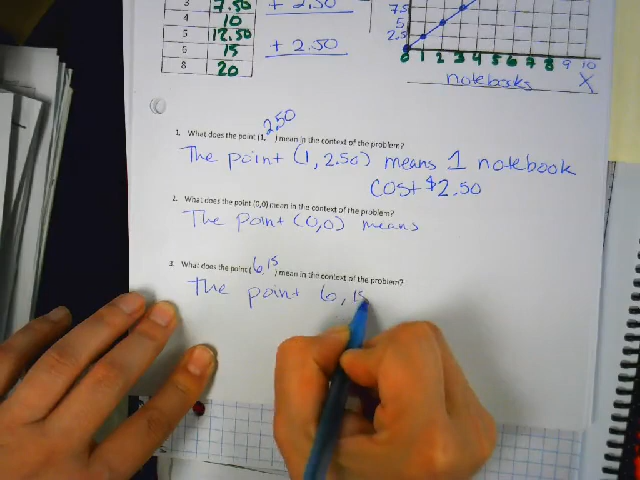 3 7.50 + 2.50
4 10
5 12.50
6 15 + 2.50
8 20
7.5
5
2.5
0 1 2 3 4 5 6 7 8 9 10
notebooks X
1. What does the point (1, 2.50) mean in the context of the problem?
The point (1, 2.50) means 1 notebook
cost $2.50
2. What does the point (0,0) mean in the context of the problem?
The point (0,0) means
3. What does the point (6,15) mean in the context of the problem?
The point 6, 15